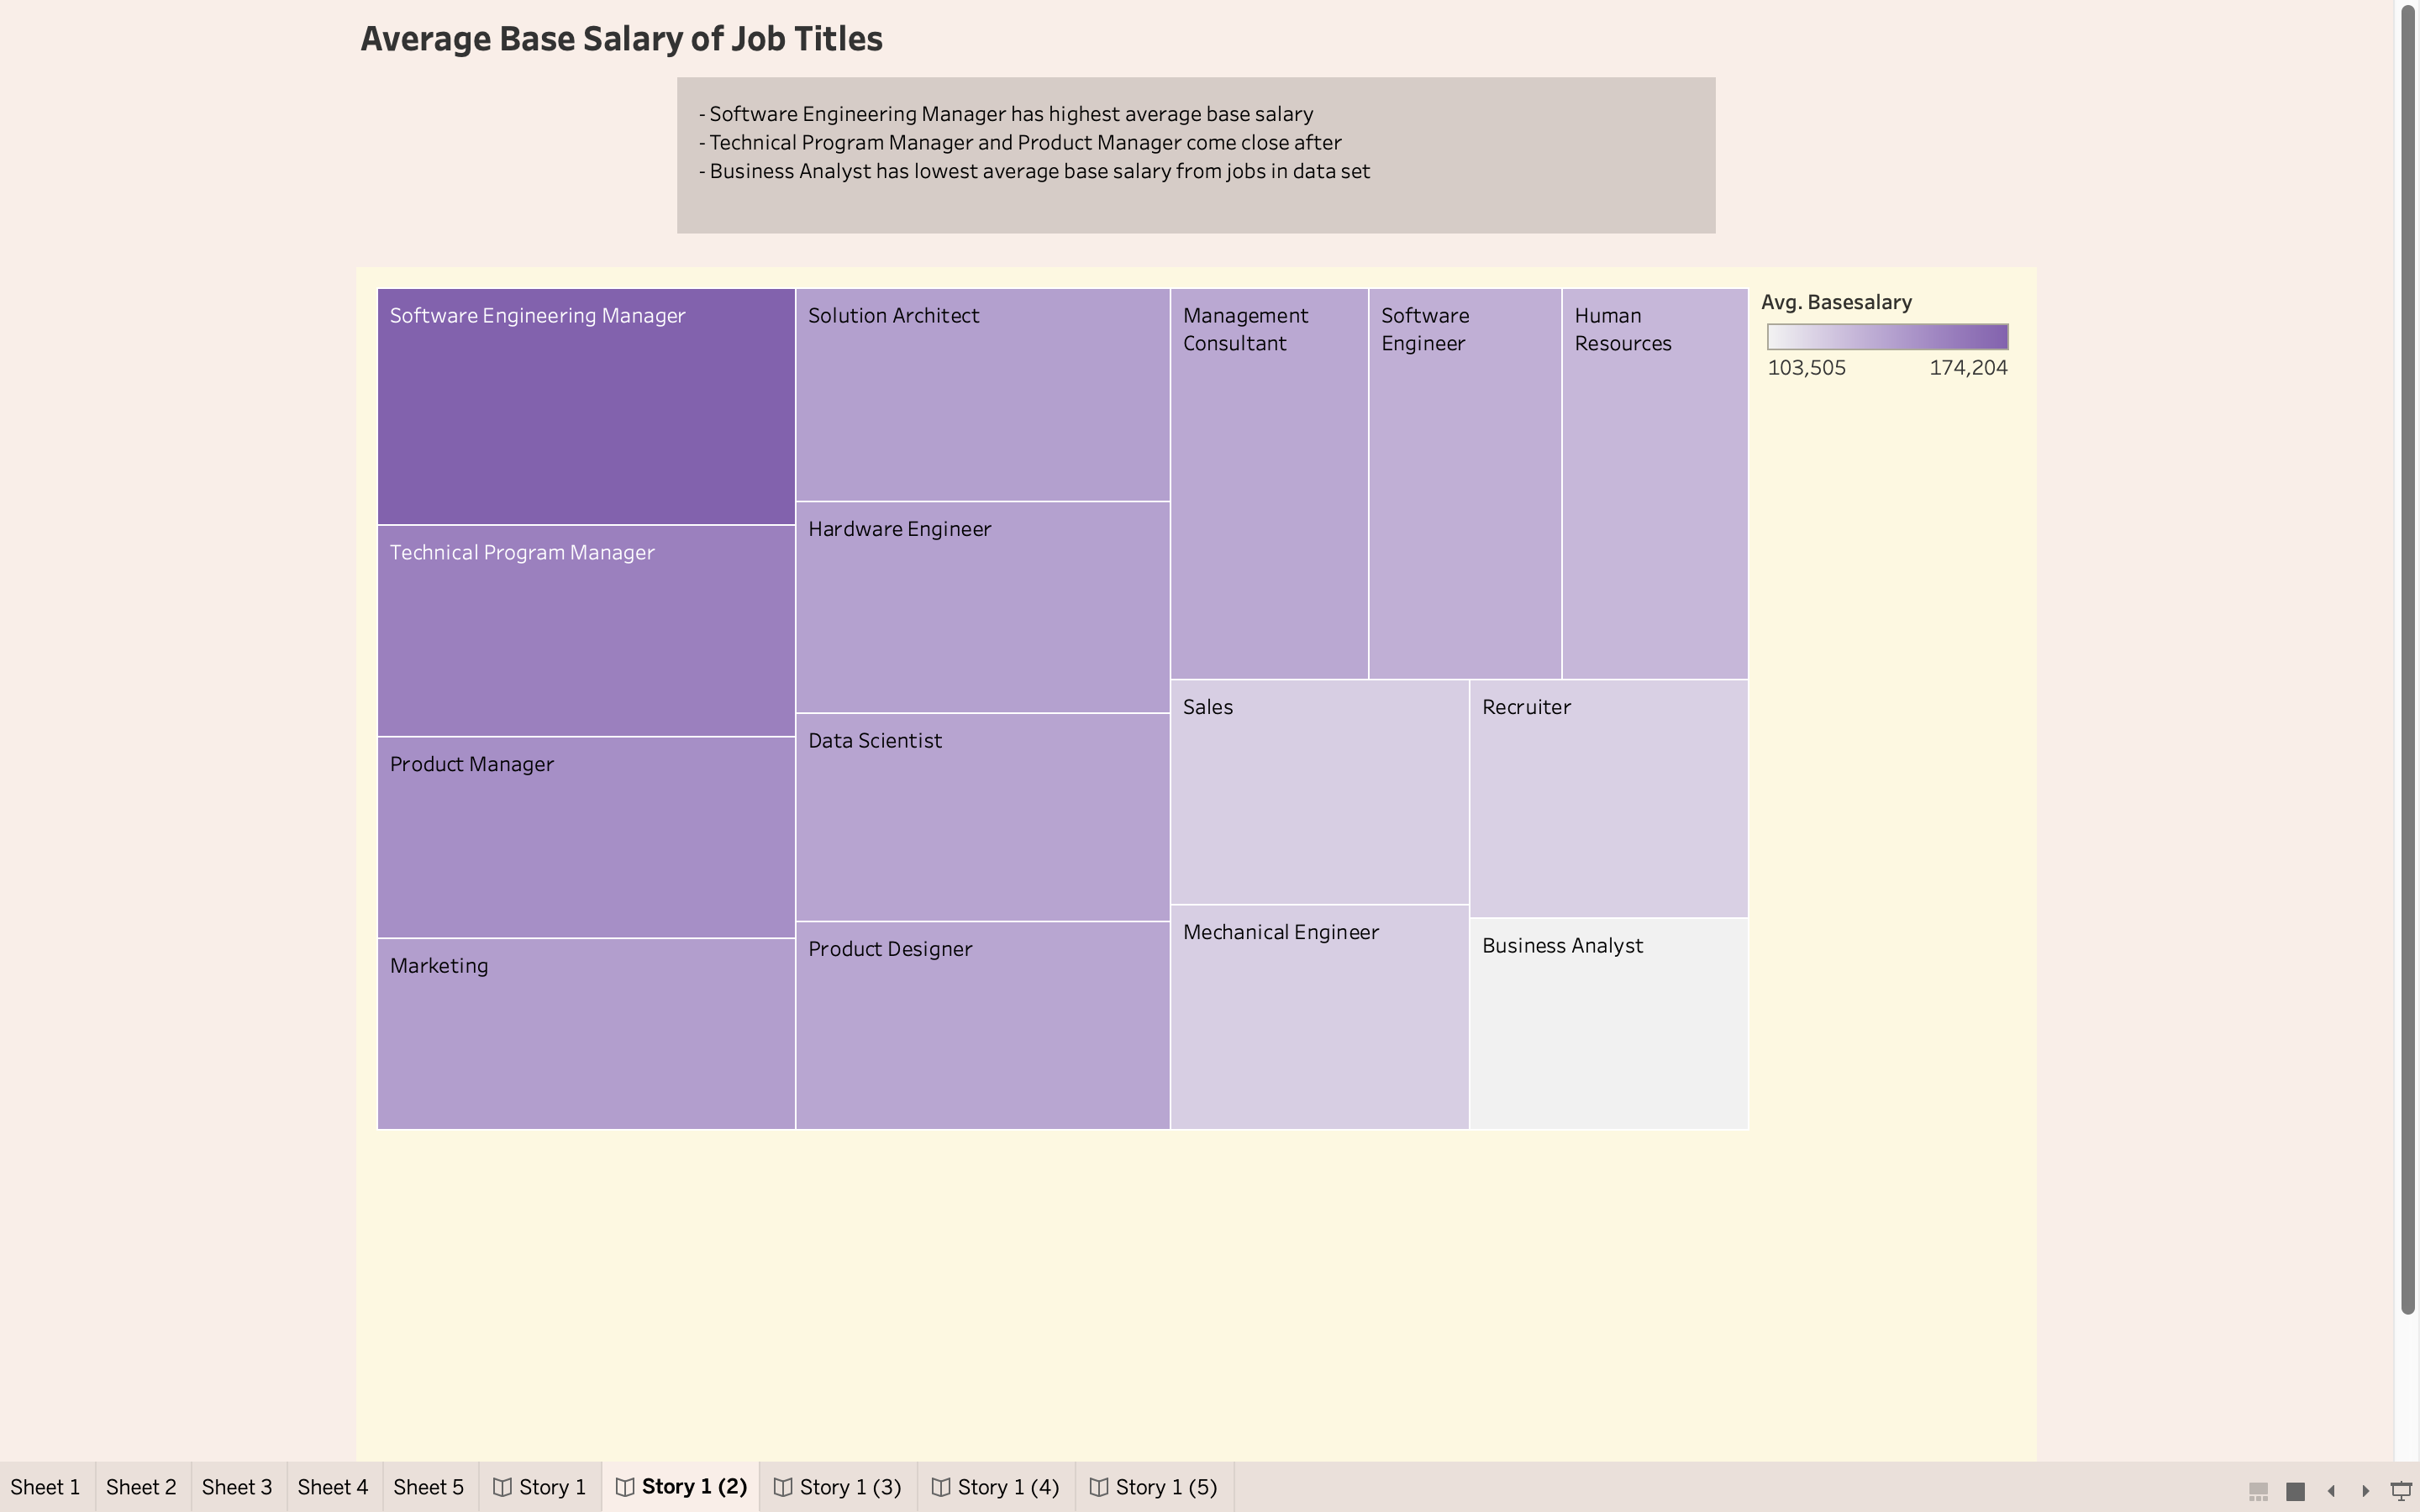 Average Base Salary of Job Titles
- Software Engineering Manager has highest average base salary
- Technical Program Manager and Product Manager come close after
- Business Analyst has lowest average base salary from jobs in data set
Software Engineering Manager
Technical Program Manager
Product Manager
Marketing
Solution Architect
Hardware Engineer
Data Scientist
Product Designer
Management
Consultant
Software
Engineer
Human
Resources
Sales
Recruiter
Mechanical Engineer
Business Analyst
Avg. Basesalary
103,505 174,204
Sheet 1 Sheet 2 Sheet 3 Sheet 4 Sheet 5 Story 1 Story 1 (2) Story 1 (3) Story 1 (4) Story 1 (5)